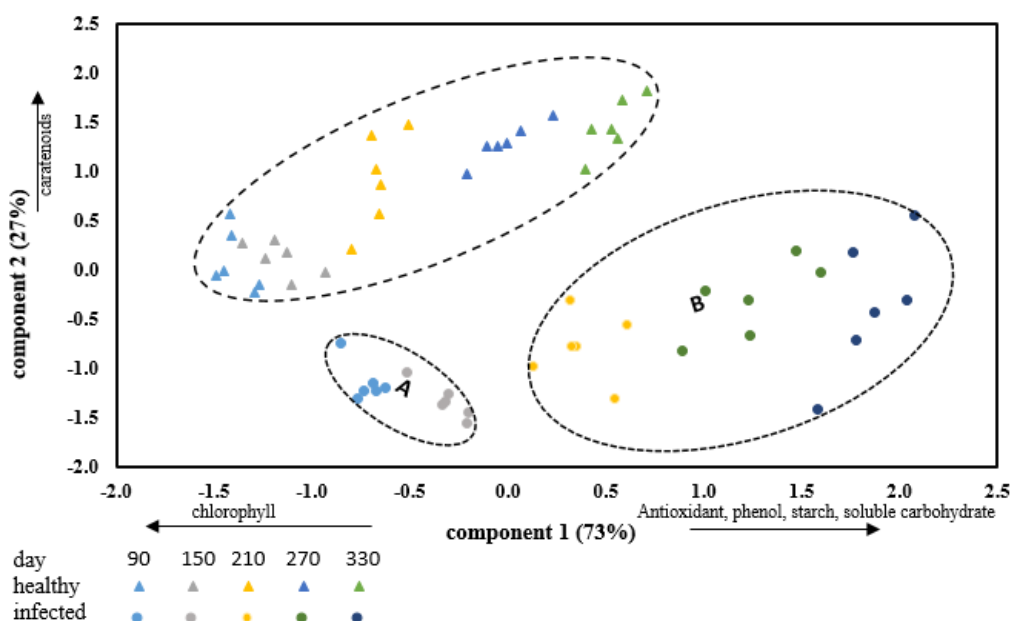 2.5
2.0
1.5
1.0
0.5
0.0
-0.5
-1.0
-1.5
-2.0
component 2 (27%)
caratenoids
A
B
-2.0 -1.5 -1.0 -0.5 0.0 0.5 1.0 1.5 2.0 2.5
chlorophyll
Antioxidant, phenol, starch, soluble carbohydrate
component 1 (73%)
day 90 150 210 270 330
healthy
infected